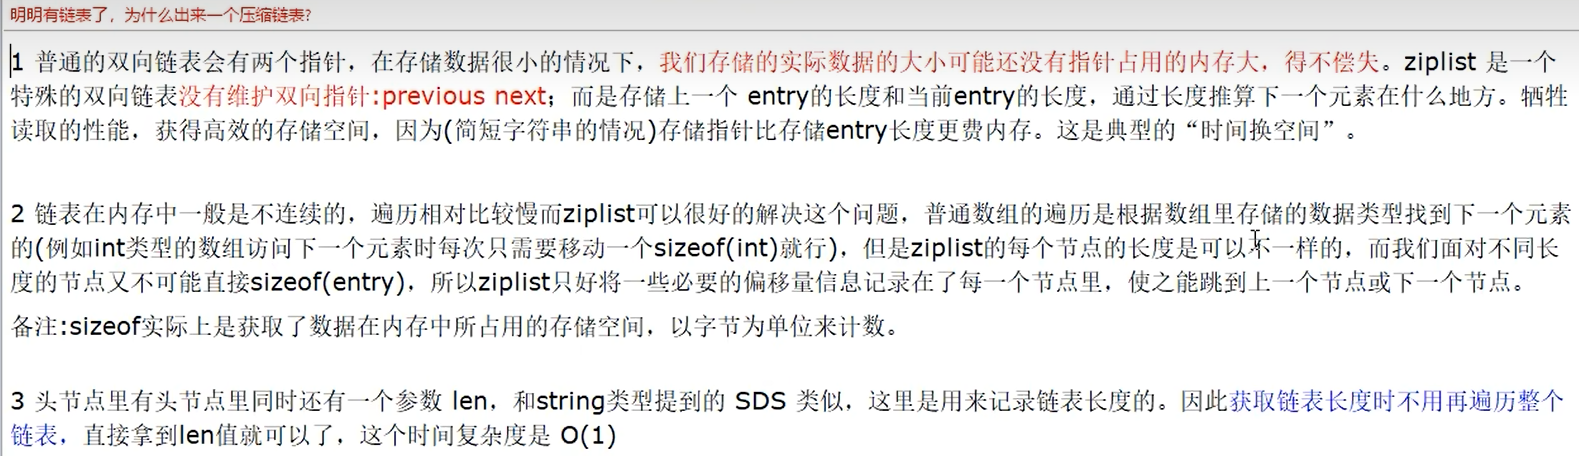 明明有链表了，为什么出来一个压缩链表?
1 普通的双向链表会有两个指针，在存储数据很小的情况下，我们存储的实际数据的大小可能还没有指针占用的内存大，得不偿失。ziplist 是一个
特殊的双向链表没有维护双向指针:previous next；而是存储上一个 entry的长度和当前entry的长度，通过长度推算下一个元素在什么地方。牺牲
读取的性能，获得高效的存储空间，因为(简短字符串的情况)存储指针比存储entry长度更费内存。这是典型的“时间换空间”。
2 链表在内存中一般是不连续的，遍历相对比较慢而ziplist可以很好的解决这个问题，普通数组的遍历是根据数组里存储的数据类型找到下一个元素
的(例如int类型的数组访问下一个元素时每次只需要移动一个sizeof(int)就行)，但是ziplist的每个节点的长度是可以不一样的，而我们面对不同长
度的节点又不可能直接sizeof(entry)，所以ziplist只好将一些必要的偏移量信息记录在了每一个节点里，使之能跳到上一个节点或下一个节点。
备注:sizeof实际上是获取了数据在内存中所占用的存储空间，以字节为单位来计数。
3 头节点里有头节点里同时还有一个参数 len，和string类型提到的 SDS 类似，这里是用来记录链表长度的。因此获取链表长度时不用再遍历整个
链表，直接拿到len值就可以了，这个时间复杂度是 O(1)